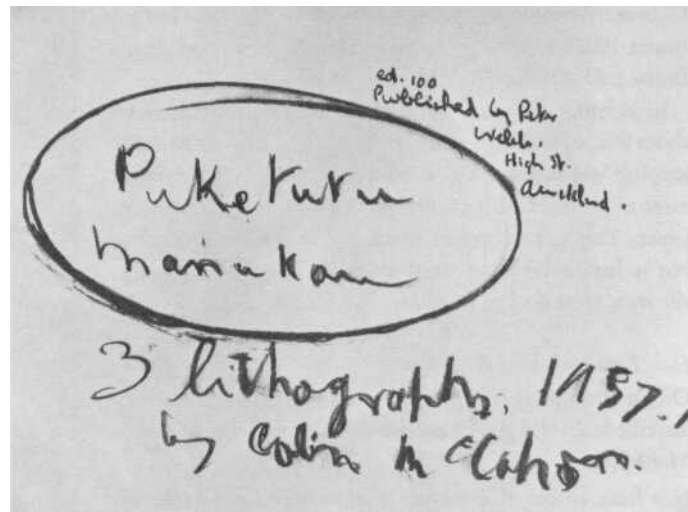 ed. 100
Published by Peter
Webb.
High St.
Auckland.
Puketutu
Manukau
3 lithographs, 1957,
by Colin McCahon.